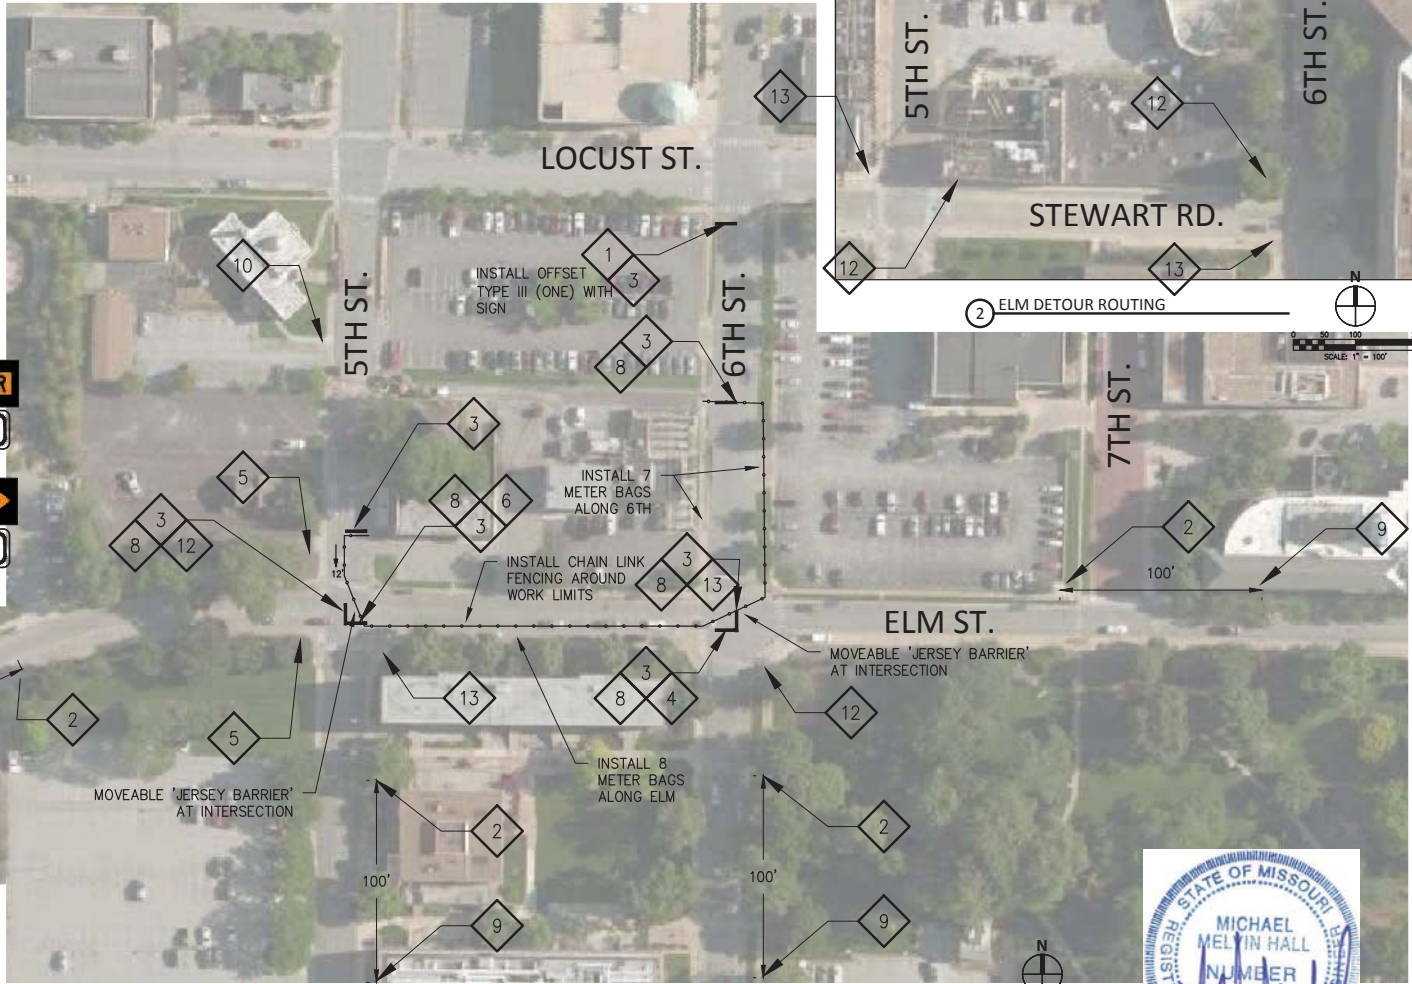 LOCUST ST.
5TH ST.
6TH ST.
13
12
STEWART RD.
12
13
2 ELM DETOUR ROUTING
N
0 50 100
SCALE: 1" = 100'
10
5TH ST.
1
3
INSTALL OFFSET
TYPE III (ONE) WITH
SIGN
6TH ST.
3
8
7TH ST.
R
3
5
8 6
3
3
8 12
12'
INSTALL 7
METER BAGS
ALONG 6TH
INSTALL CHAIN LINK
FENCING AROUND
WORK LIMITS
3
8 13
2
9
100'
ELM ST.
MOVEABLE 'JERSEY BARRIER'
AT INTERSECTION
2
5
13
3
8 4
12
MOVEABLE 'JERSEY BARRIER'
AT INTERSECTION
INSTALL 8
METER BAGS
ALONG ELM
2
2
100'
100'
9
9
N
STATE OF MISSOURI
MICHAEL
MELVIN HALL
NUMBER